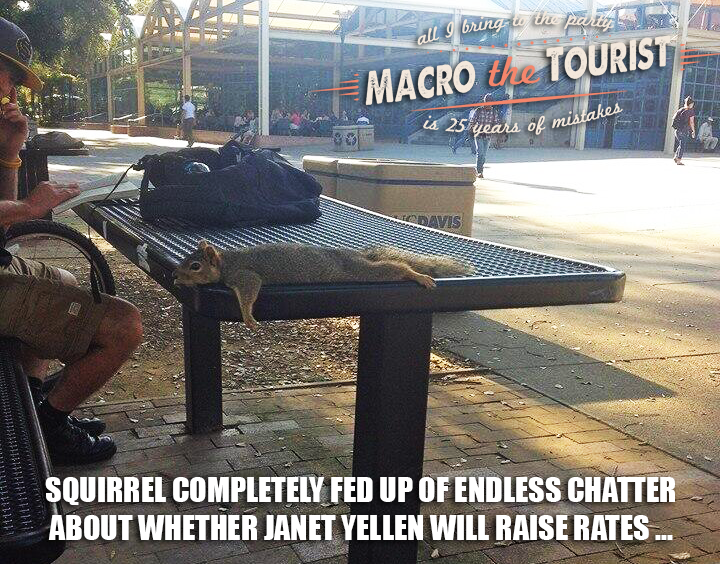 all I bring to the party
MACRO the TOURIST
is 25 years of mistakes
UCDAVIS
SQUIRREL COMPLETELY FED UP OF ENDLESS CHATTER
ABOUT WHETHER JANET YELLEN WILL RAISE RATES ...